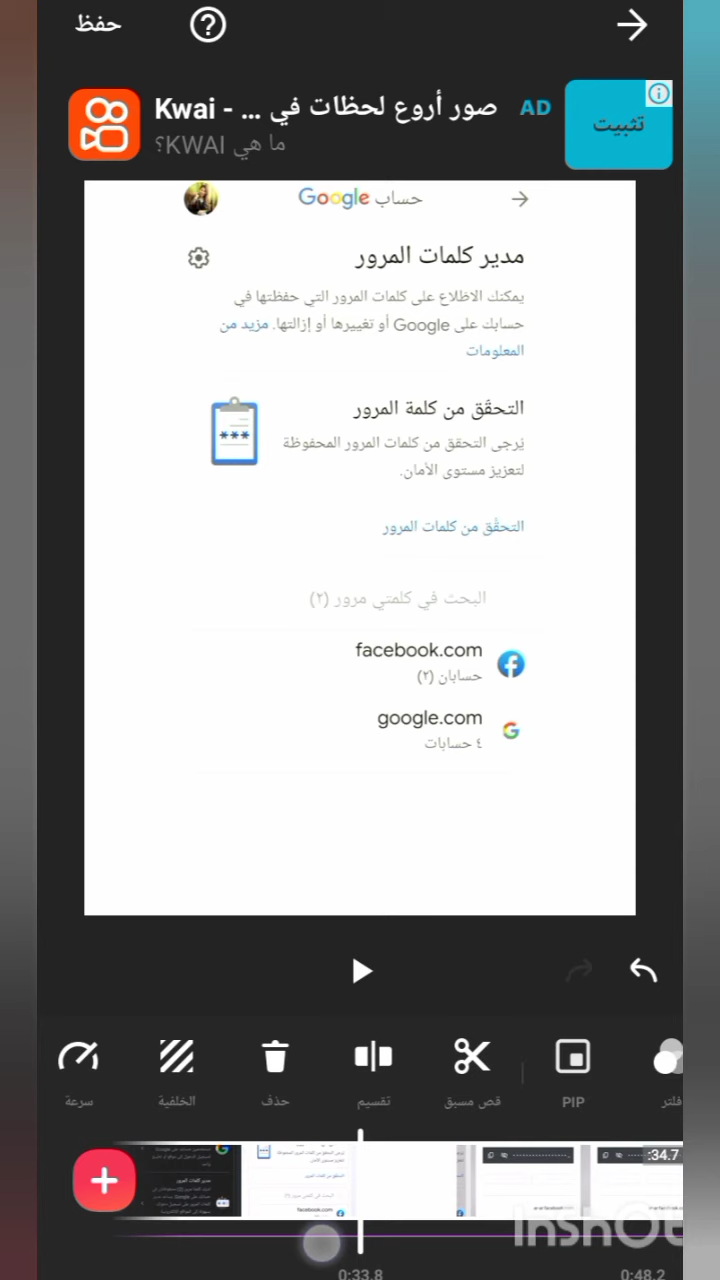 حفظ
صور أروع لحظات في ... - Kwai
AD
ما هي KWAI؟
تثبيت
حساب Google
مدير كلمات المرور
يمكنك الاطّلاع على كلمات المرور التي حفظتها في
حسابك على Google أو تغييرها أو إزالتها. مزيد من
المعلومات
التحقّق من كلمة المرور
يُرجى التحقق من كلمات المرور المحفوظة
لتعزيز مستوى الأمان.
التحقَّق من كلمات المرور
البحث في كلمتي مرور (٢)
facebook.com
حسابان (٢)
google.com
٤ حسابات
سرعة
الخلفية
حذف
تقسيم
قص مسبق
PIP
فلتر
:34.7
InshOt
0:33.8
0:48.2